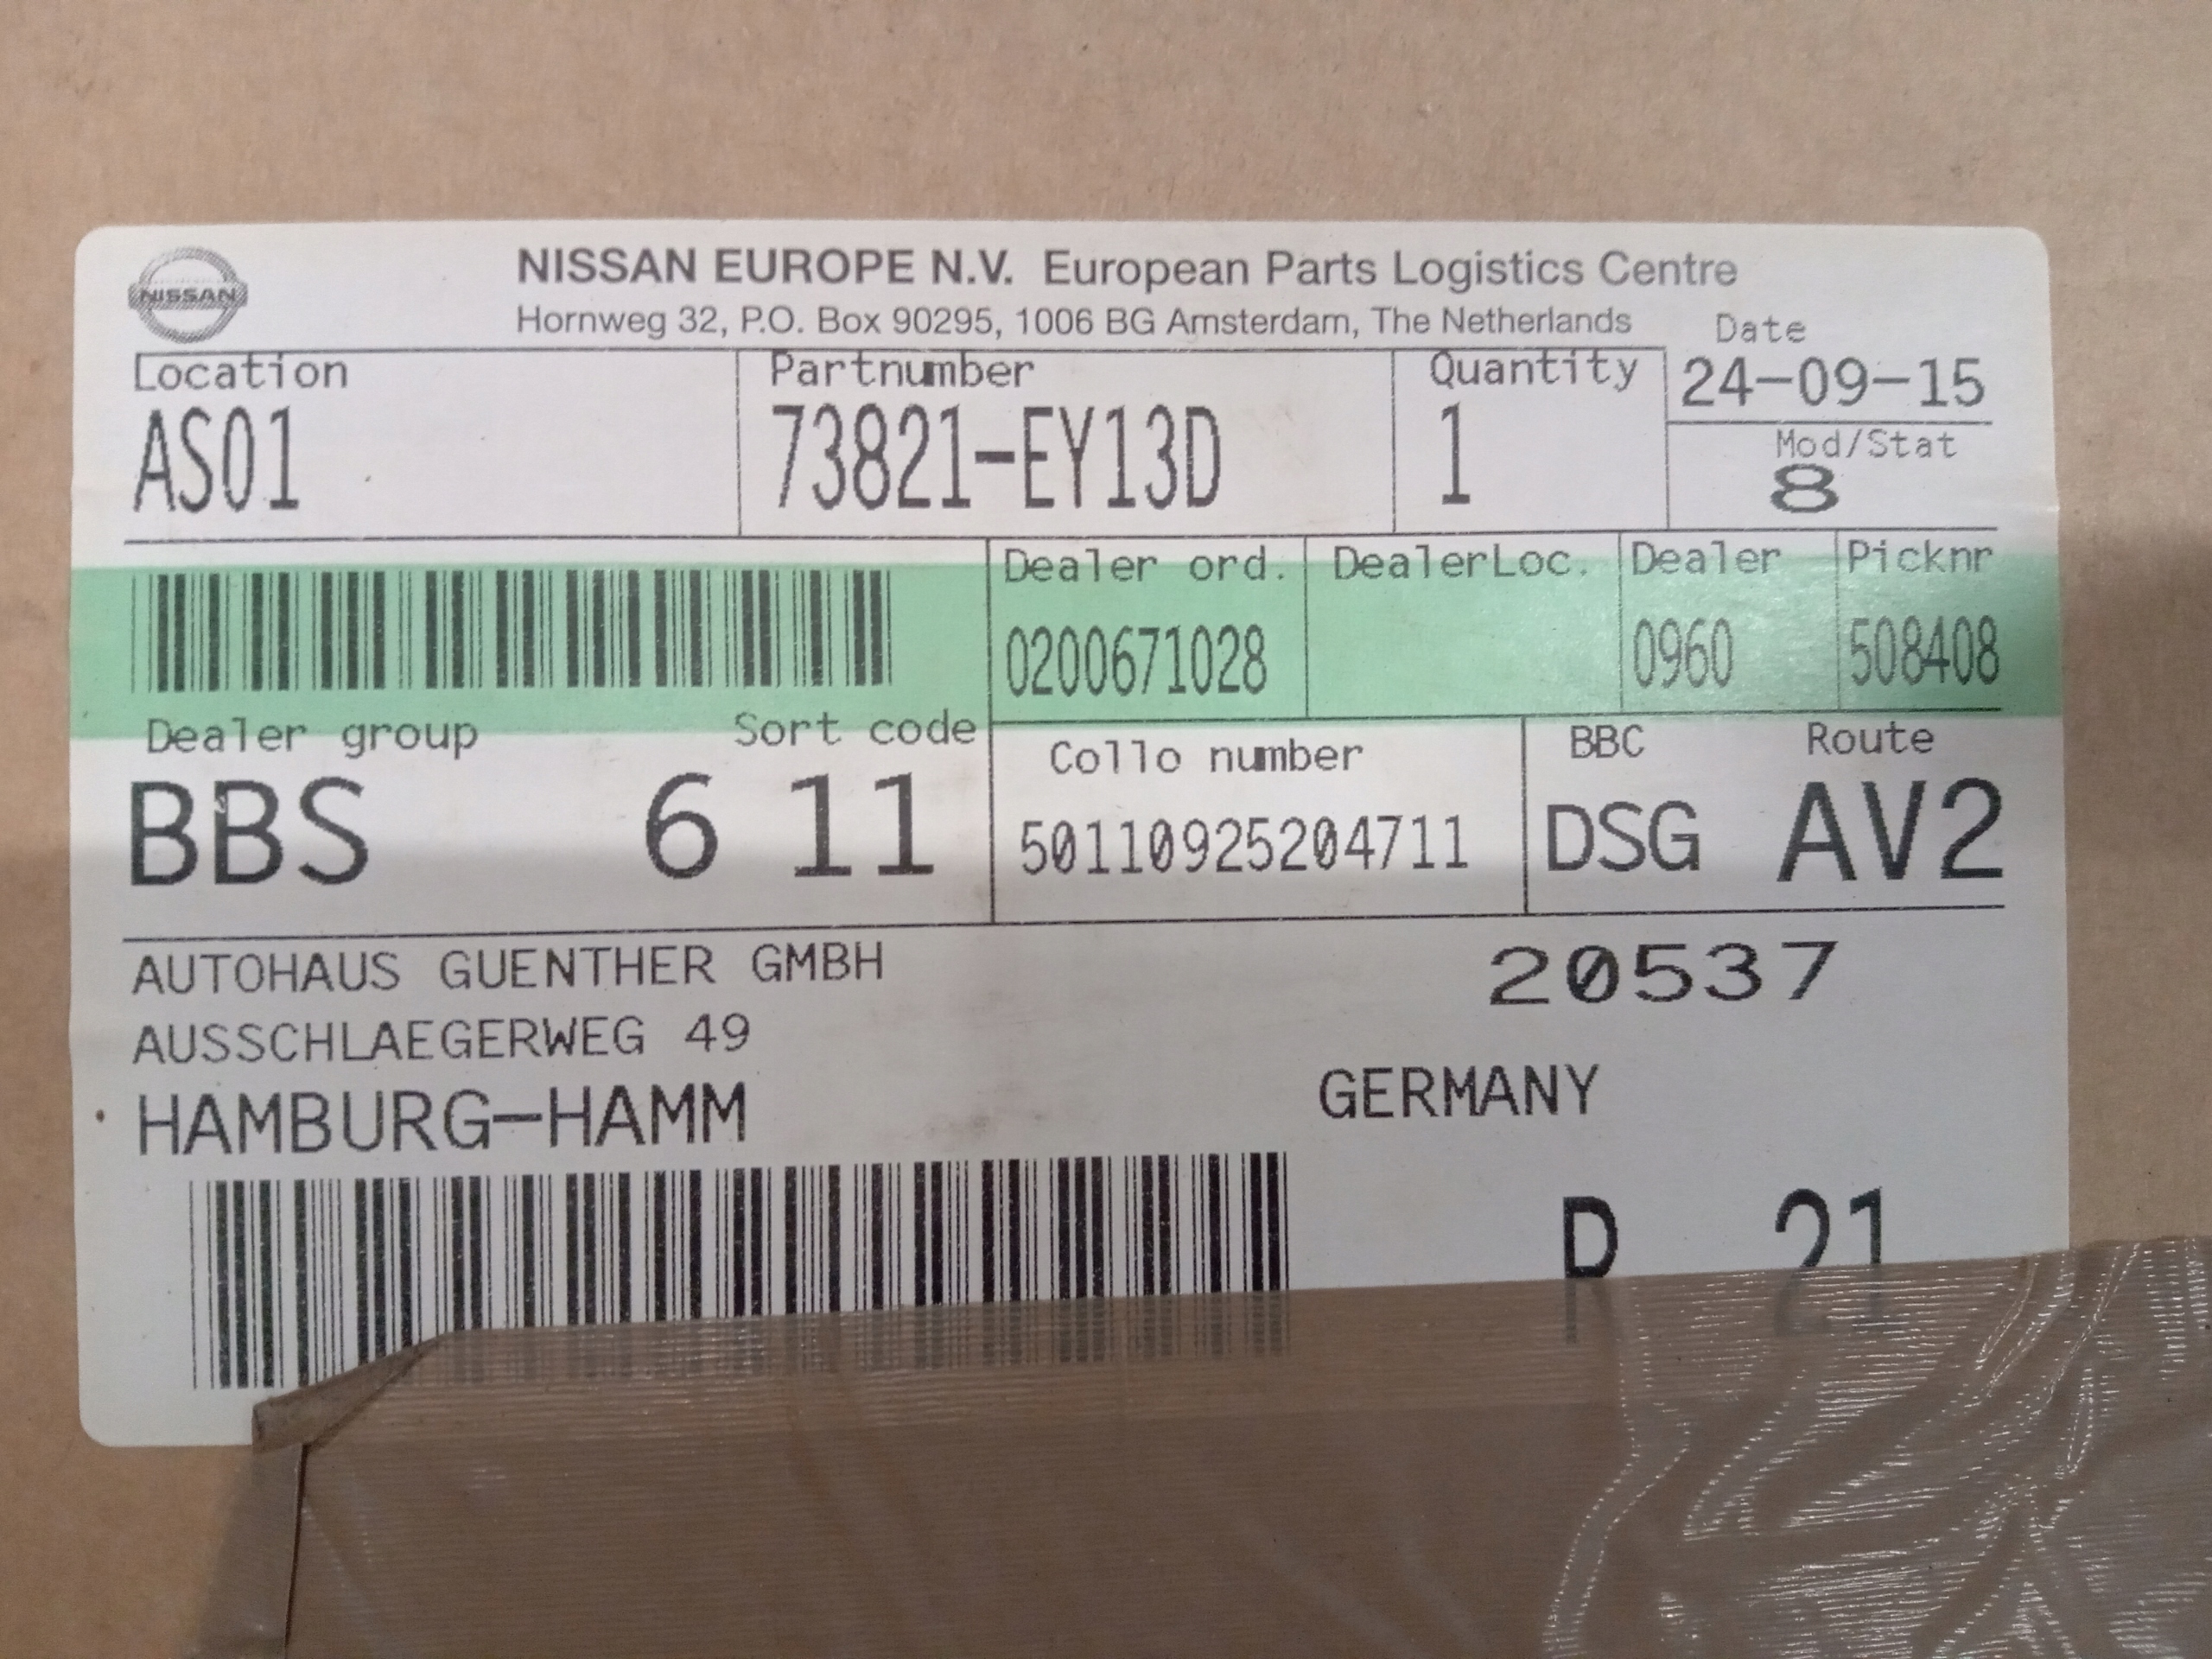 NISSAN
NISSAN EUROPE N.V. European Parts Logistics Centre
Hornweg 32, P.O. Box 90295, 1006 BG Amsterdam, The Netherlands
Date
24-09-15
Location
Partnumber
Quantity
AS01
73821-EY13D
1
Mod/Stat
8
Dealer ord.
DealerLoc.
Dealer
Picknr
0200671028
0960
508408
Dealer group
Sort code
BBS
6 11
Collo number
50110925204711
BBC
Route
DSG
AV2
AUTOHAUS GUENTHER GMBH
20537
AUSSCHLAEGERWEG 49
GERMANY
HAMBURG-HAMM
P 21